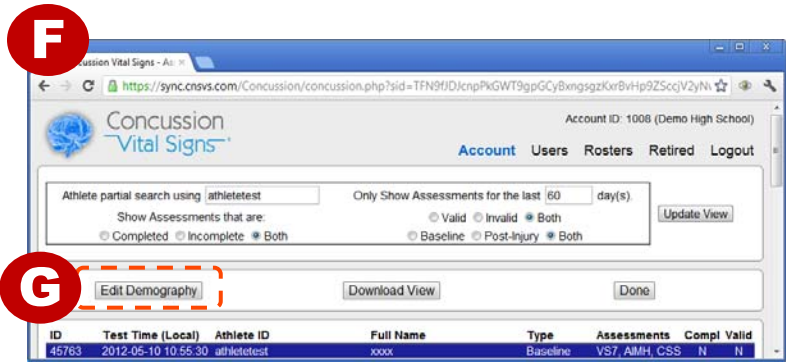 F
cussion Vital Signs - As
https://sync.cnsvs.com/Concussion/concussion.php?sid=
Concussion
Vital Signs
Account ID: 1008 (Demo High School)
Account Users Rosters Retired Logout
Athlete partial search using athletetest Only Show Assessments for the last 60 day(s).
Show Assessments that are: Valid Invalid Both Update View
Completed Incomplete Both Baseline Post-Injury Both
G
Edit Demography Download View Done
ID Test Time (Local) Athlete ID Full Name Type Assessments Compl Valid
45763 2012-05-10 10:55:30 athletetest xxxx Baseline VS7, AIMH, CSS N N